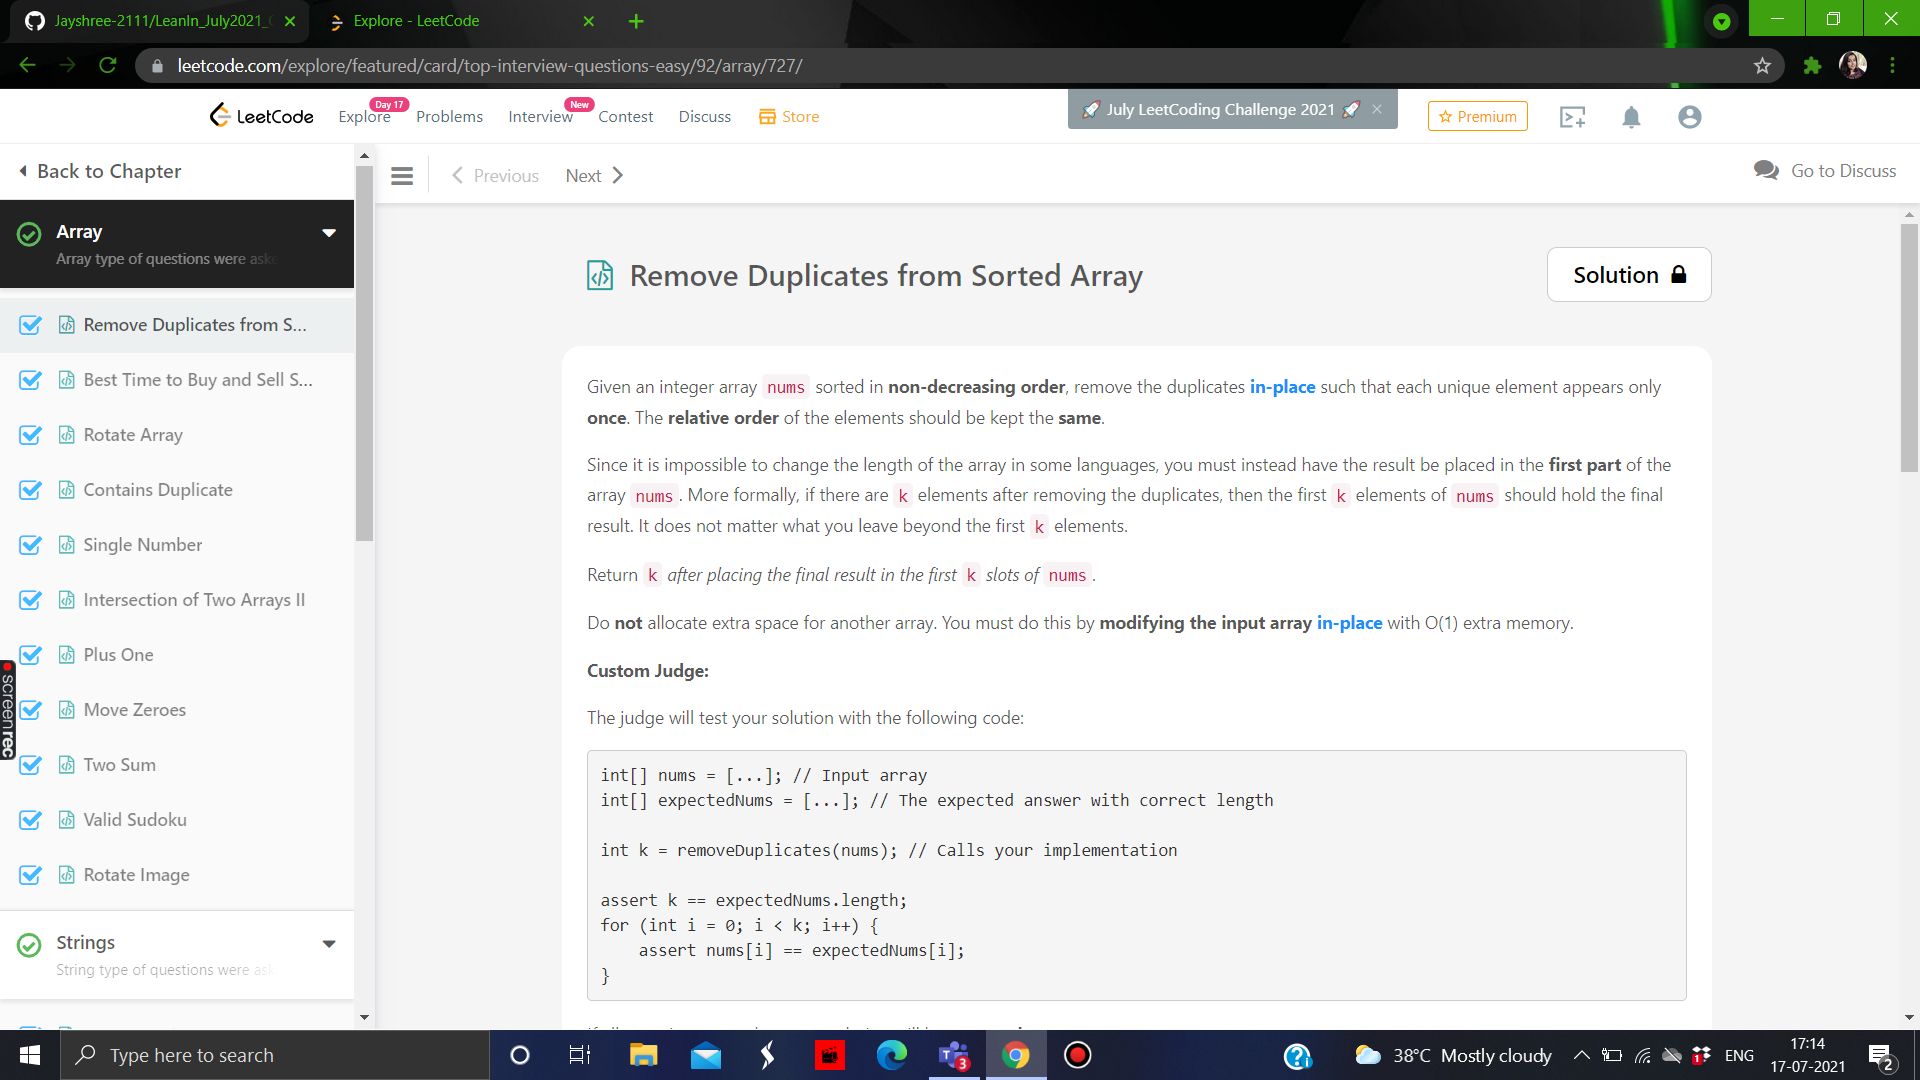 Jayshree-2111/LeanIn_July2021_
Explore - LeetCode
leetcode.com/explore/featured/card/top-interview-questions-easy/92/array/727/
LeetCode
Explore
Day 17
Problems
Interview
New
Contest
Discuss
Store
🚀 July LeetCoding Challenge 2021 🚀
Premium
Back to Chapter
Previous
Next
Go to Discuss
Array
Array type of questions were aske
Remove Duplicates from S...
Best Time to Buy and Sell S...
Rotate Array
Contains Duplicate
Single Number
Intersection of Two Arrays II
Plus One
Move Zeroes
Two Sum
Valid Sudoku
Rotate Image
Strings
String type of questions were ask
screenrec
Remove Duplicates from Sorted Array
Solution
Given an integer array nums sorted in non-decreasing order, remove the duplicates in-place such that each unique element appears only
once. The relative order of the elements should be kept the same.
Since it is impossible to change the length of the array in some languages, you must instead have the result be placed in the first part of the
array nums. More formally, if there are k elements after removing the duplicates, then the first k elements of nums should hold the final
result. It does not matter what you leave beyond the first k elements.
Return k after placing the final result in the first k slots of nums.
Do not allocate extra space for another array. You must do this by modifying the input array in-place with O(1) extra memory.
Custom Judge:
The judge will test your solution with the following code:
int[] nums = [...]; // Input array
int[] expectedNums = [...]; // The expected answer with correct length
int k = removeDuplicates(nums); // Calls your implementation
assert k == expectedNums.length;
for (int i = 0; i < k; i++) {
    assert nums[i] == expectedNums[i];
}
Type here to search
3
38°C Mostly cloudy
1
ENG
17:14
17-07-2021
2